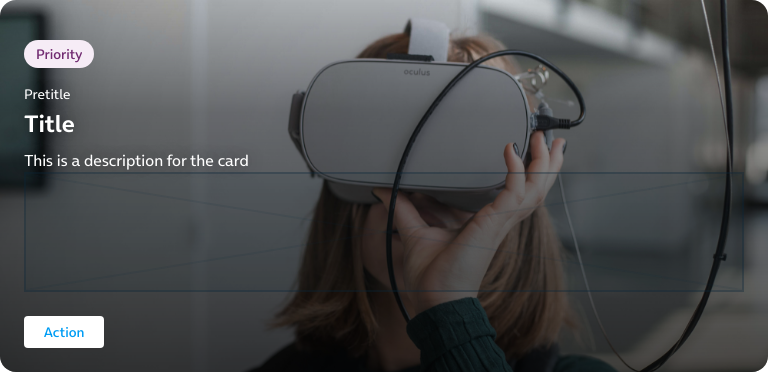 Priority
Pretitle
Title
This is a description for the card
Action
oculus